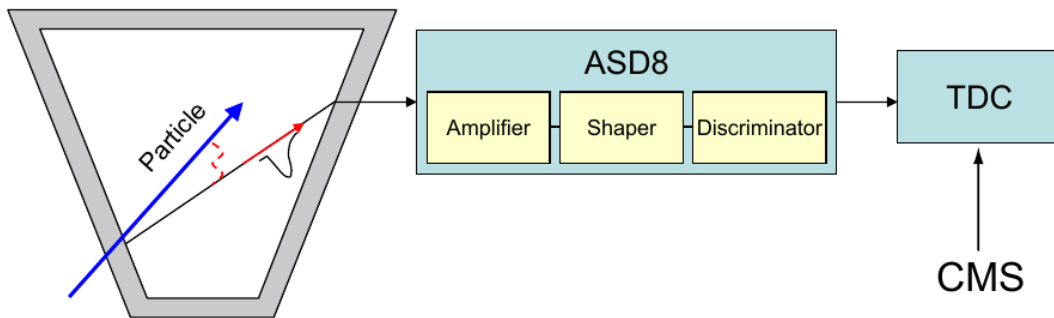 Particle
ASD8
Amplifier
Shaper
Discriminator
TDC
CMS